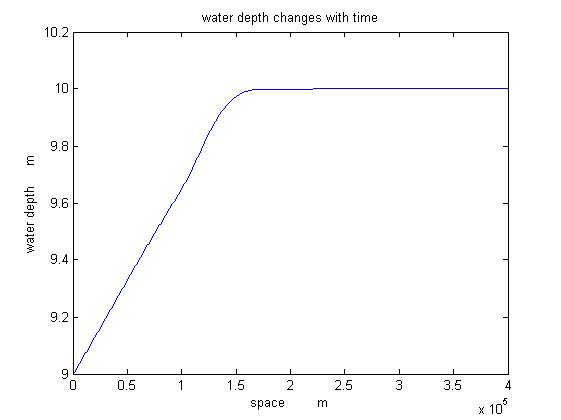 water depth changes with time
10.2
10
9.8
9.6
9.4
9.2
9
water depth m
0 0.5 1 1.5 2 2.5 3 3.5 4
x 10^5
space m